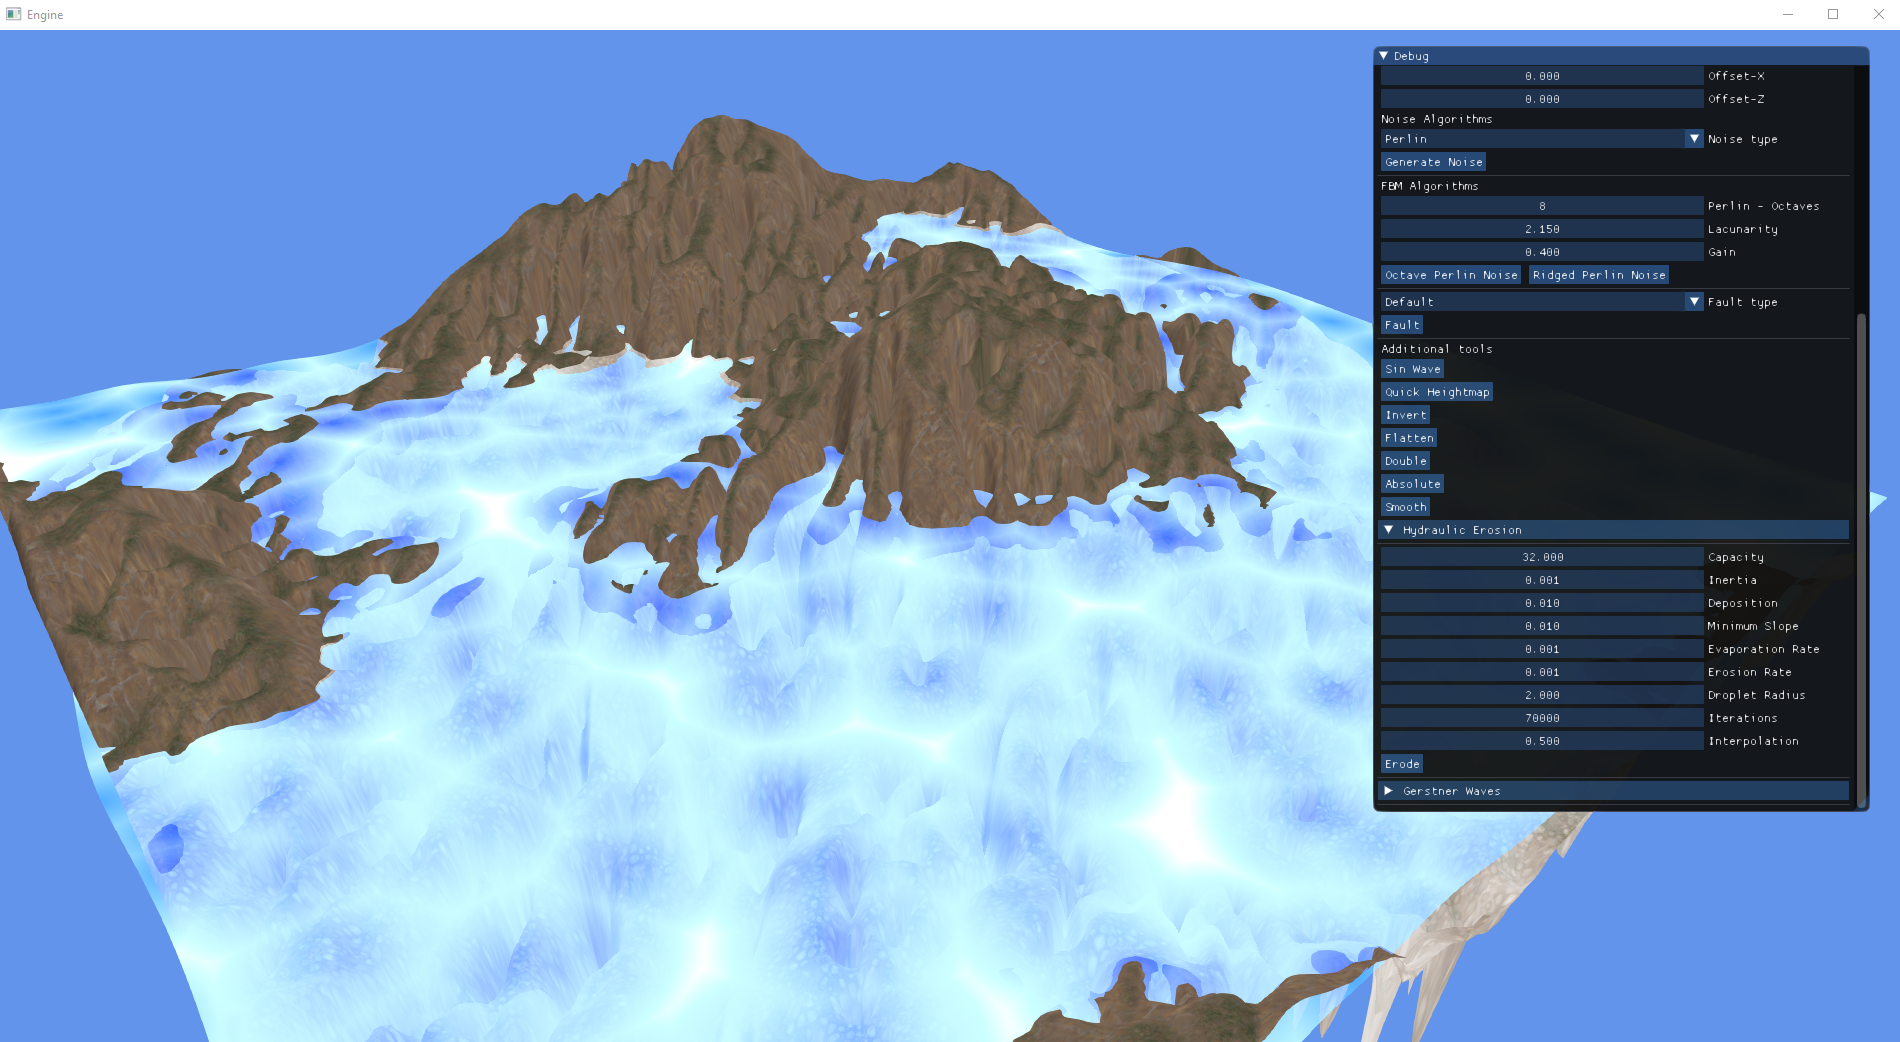 Engine
Debug
0.000 Offset-X
0.000 Offset-Z
Noise Algorithms
Perlin Noise type
Generate Noise
FBM Algorithms
8 Perlin - Octaves
2.150 Lacunarity
0.400 Gain
Octave Perlin Noise Ridged Perlin Noise
Default Fault type
Fault
Additional tools
Sin Wave
Quick Heightmap
Invert
Flatten
Double
Absolute
Smooth
Hydraulic Erosion
32.000 Capacity
0.001 Inertia
0.010 Deposition
0.010 Minimum Slope
0.001 Evaporation Rate
0.001 Erosion Rate
2.000 Droplet Radius
70000 Iterations
0.500 Interpolation
Erode
Gerstner Waves